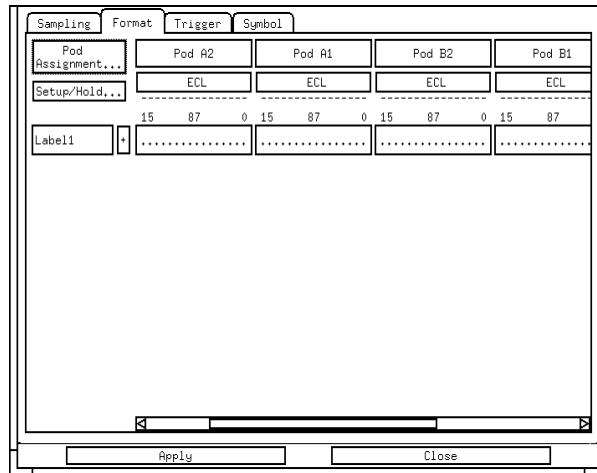 Sampling Format Trigger Symbol
Pod Assignment... Pod A2 Pod A1 Pod B2 Pod B1
Setup/Hold... ECL ECL ECL ECL
15 87 0 15 87 0 15 87 0 15 87
Label1 + ................ ................ ................ .............
Apply Close